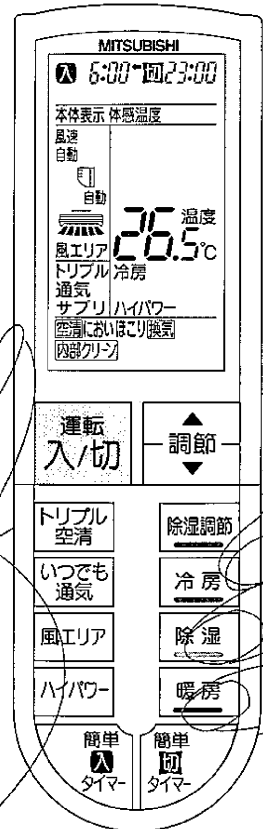 MITSUBISHI
入 6:00 切 23:00
本体表示 体感温度
風速
自動
自動
温度
26.5℃
風エリア
トリプル 冷房
通気
サプリ ハイパワー
空清 におい ほこり 換気
内部クリーン
運転
入/切
▲
調節
▼
トリプル
空清
除湿調節
いつでも
通気
冷房
風エリア
除湿
ハイパワー
暖房
簡単
入
タイマー
簡単
切
タイマー